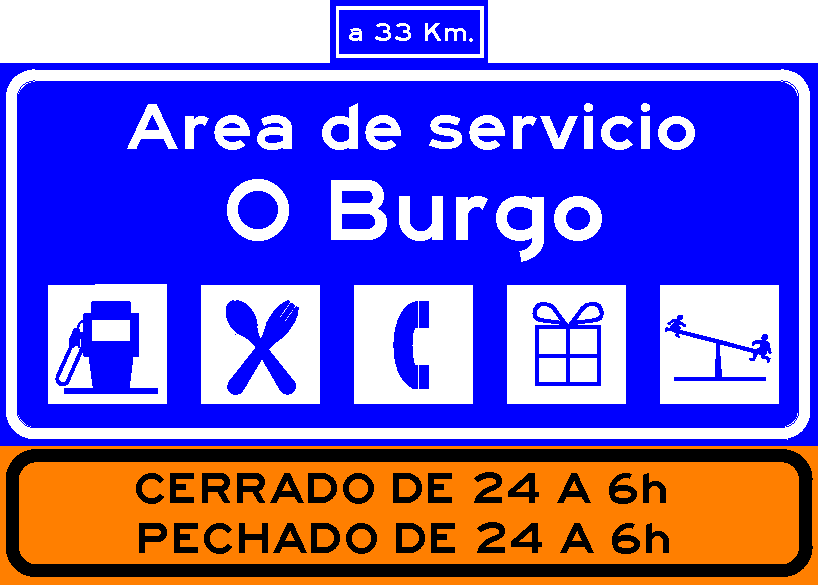 a 33 Km.
Area de servicio
O Burgo
CERRADO DE 24 A 6h
PECHADO DE 24 A 6h